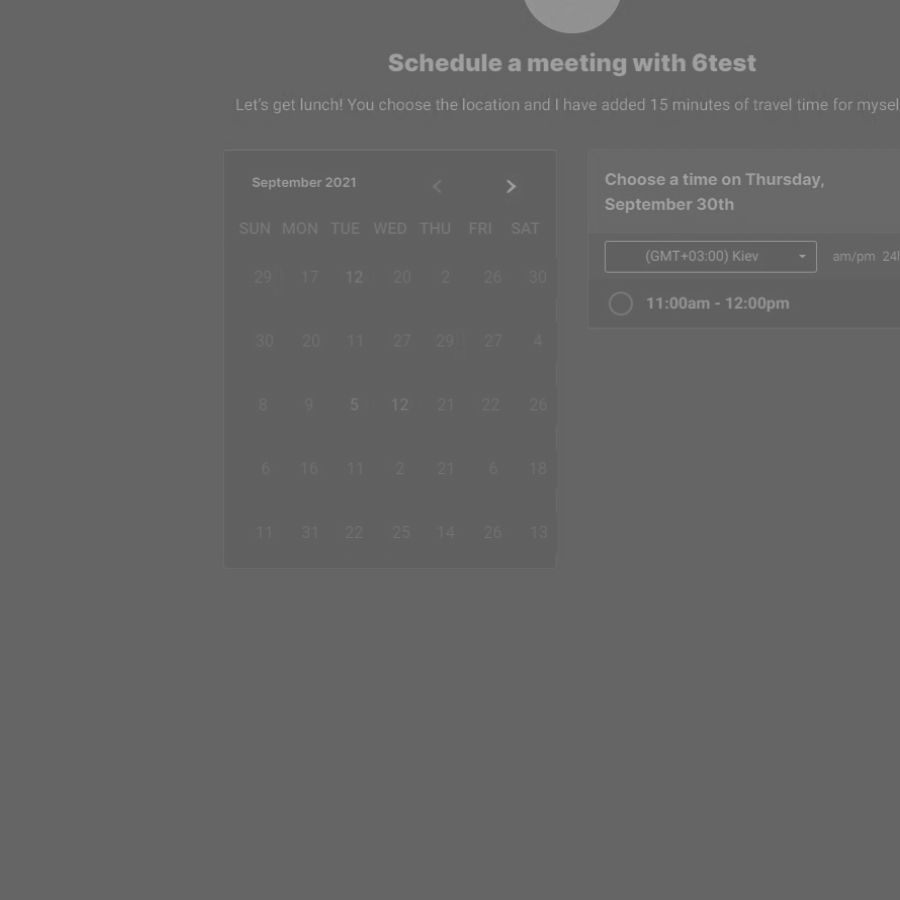 Schedule a meeting with 6test
Let's get lunch! You choose the location and I have added 15 minutes of travel time for mysel
September 2021
SUN MON TUE WED THU FRI SAT
29 17 12 20 2 26 30
30 20 11 27 29 27 4
8 9 5 12 21 22 26
6 16 11 2 21 6 18
11 31 22 25 14 26 13
Choose a time on Thursday,
September 30th
(GMT+03:00) Kiev am/pm 24h
11:00am - 12:00pm